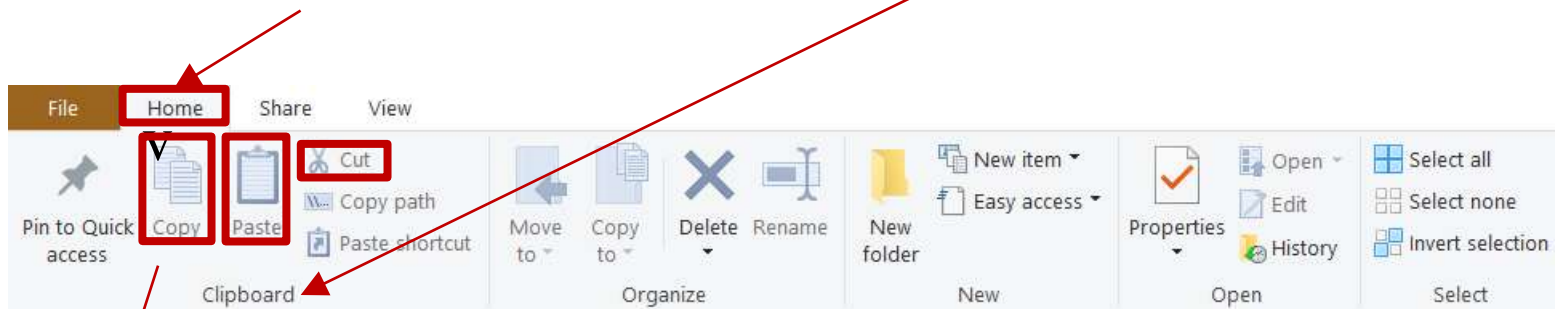 File Home Share View
V
Pin to Quick access
Copy
Paste
Cut
Copy path
Paste shortcut
Clipboard
Move to
Copy to
Delete
Rename
Organize
New folder
New item
Easy access
New
Properties
Open
Edit
History
Open
Select all
Select none
Invert selection
Select